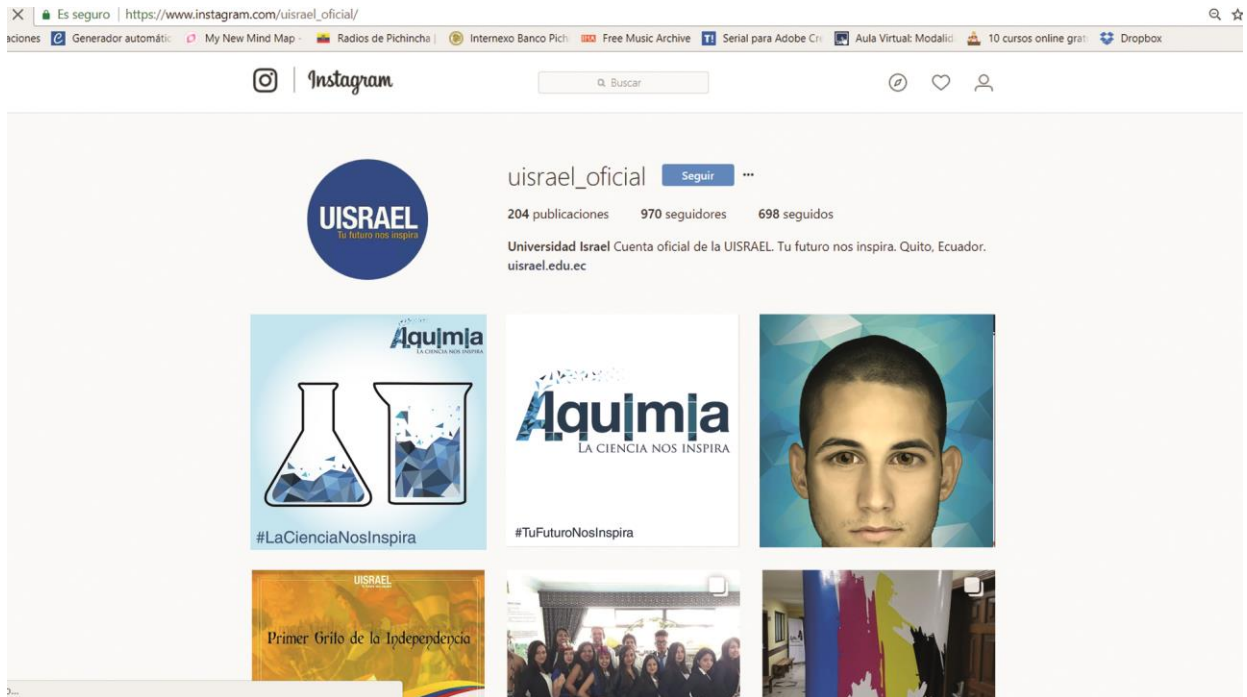 Es seguro | https://www.instagram.com/uisrael_oficial/
aciones Generador automátic My New Mind Map - Radios de Pichincha | Internexo Banco Pich Free Music Archive Serial para Adobe Cre Aula Virtual: Modalid 10 cursos online grat Dropbox
Instagram Buscar
uisrael_oficial Seguir ...
204 publicaciones 970 seguidores 698 seguidos
Universidad Israel Cuenta oficial de la UISRAEL. Tu futuro nos inspira. Quito, Ecuador.
uisrael.edu.ec
UISRAEL
Tu futuro nos inspira
Alquimia
LA CIENCIA NOS INSPIRA
#LaCienciaNosInspira
Alquimia
LA CIENCIA NOS INSPIRA
#TuFuturoNosInspira
UISRAEL
Primer Grito de la Independencia